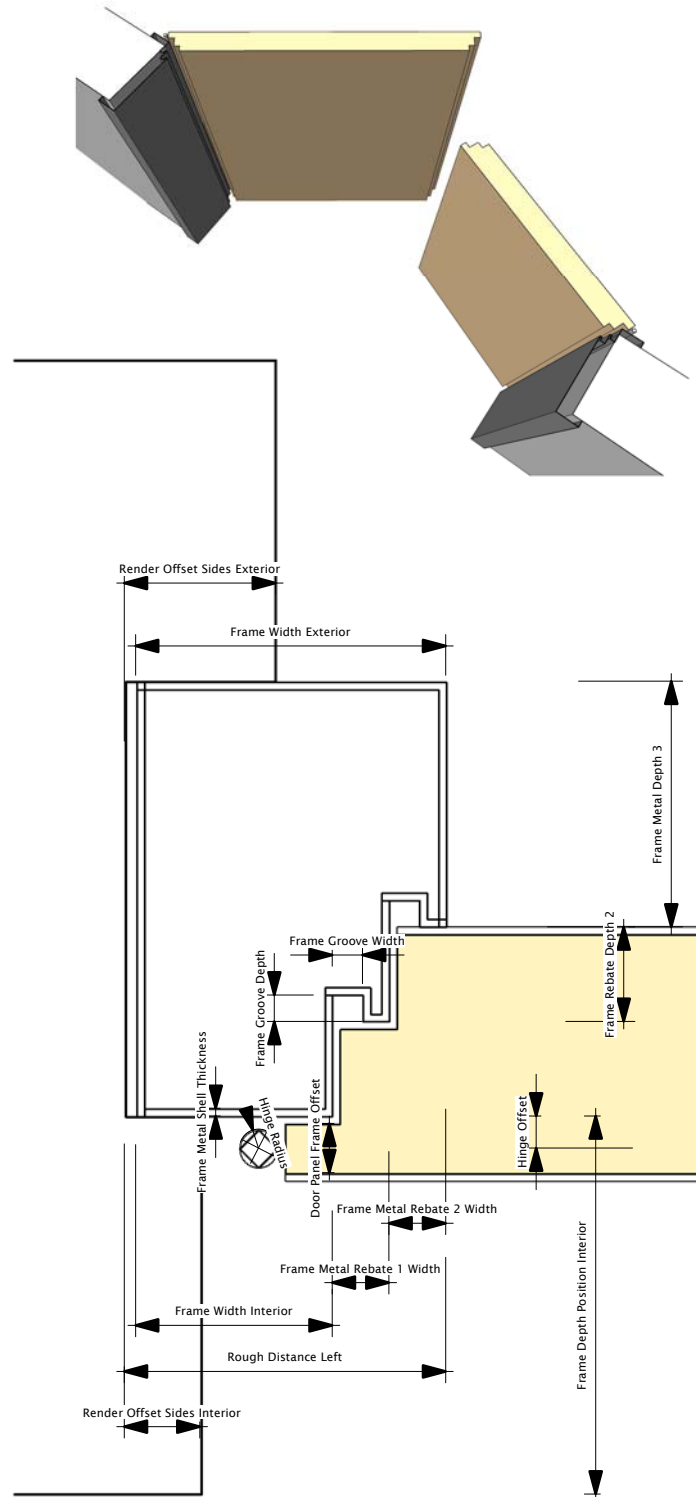 Render Offset Sides Exterior
Frame Width Exterior
Frame Metal Depth 3
Frame Groove Width
Frame Rebate Depth 2
Frame Groove Depth
Frame Metal Shell Thickness
Hinge Radius
Door Panel Frame Offset
Hinge Offset
Frame Metal Rebate 2 Width
Frame Metal Rebate 1 Width
Frame Width Interior
Frame Depth Position Interior
Rough Distance Left
Render Offset Sides Interior